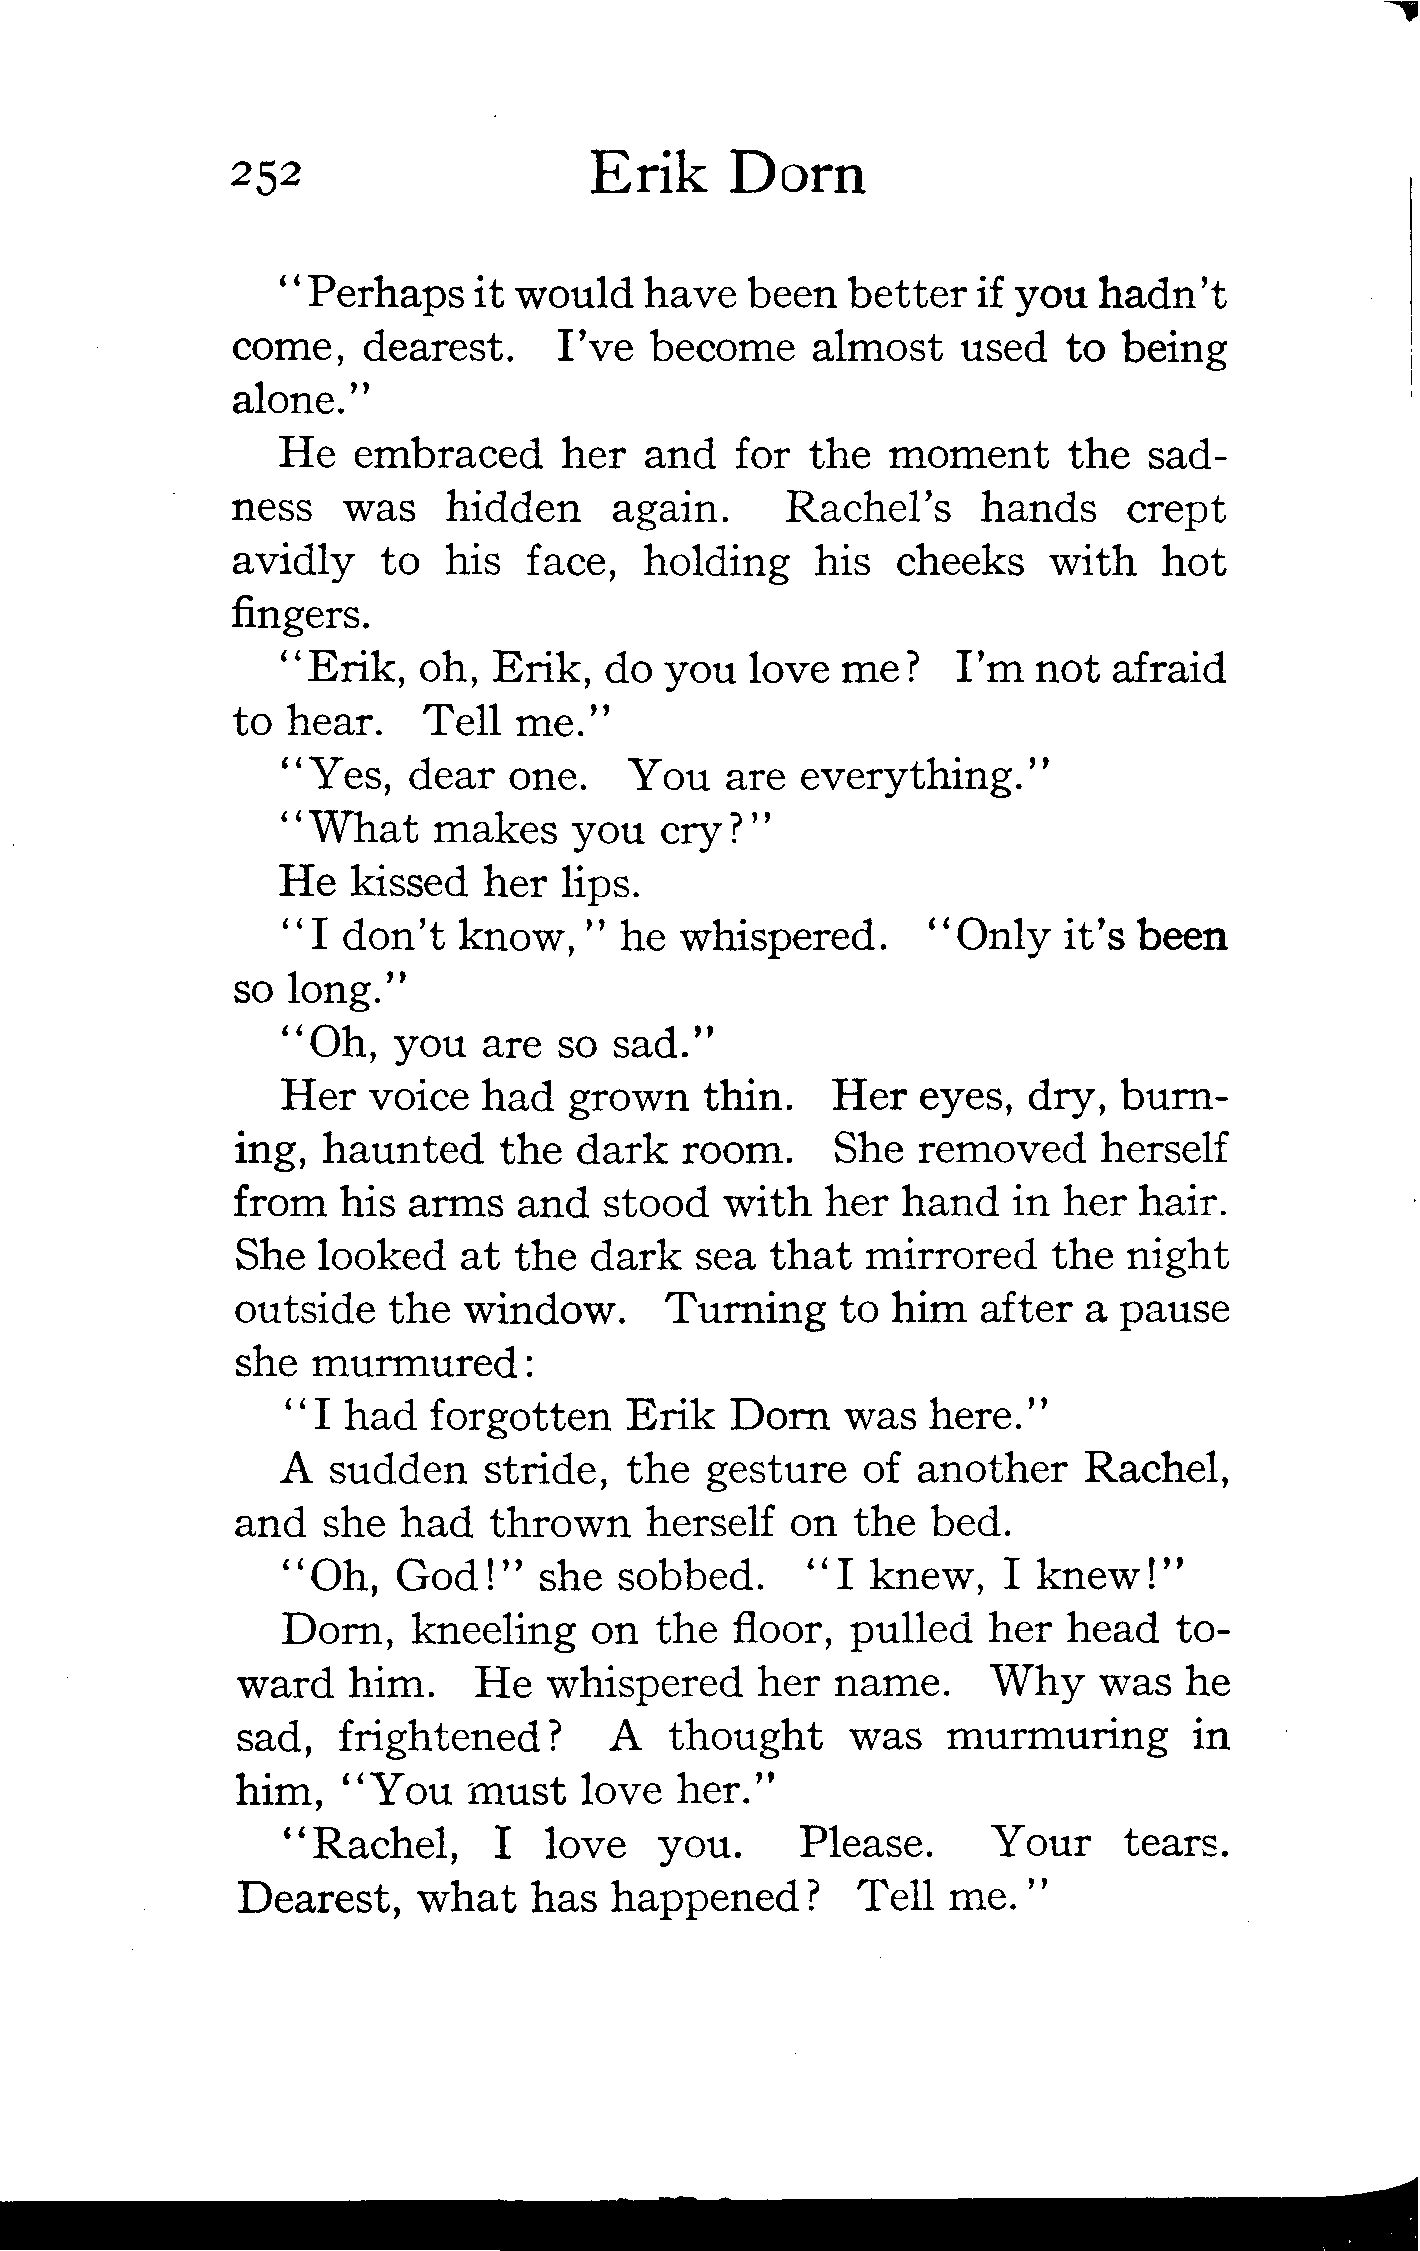 252 Erik Dorn
"Perhaps it would have been better if you hadn't
come, dearest. I've become almost used to being
alone."
He embraced her and for the moment the sad-
ness was hidden again. Rachel's hands crept
avidly to his face, holding his cheeks with hot
fingers.
"Erik, oh, Erik, do you love me? I'm not afraid
to hear. Tell me."
"Yes, dear one. You are everything."
"What makes you cry?"
He kissed her lips.
"I don't know," he whispered. "Only it's been
so long."
"Oh, you are so sad."
Her voice had grown thin. Her eyes, dry, burn-
ing, haunted the dark room. She removed herself
from his arms and stood with her hand in her hair.
She looked at the dark sea that mirrored the night
outside the window. Turning to him after a pause
she murmured:
"I had forgotten Erik Dorn was here."
A sudden stride, the gesture of another Rachel,
and she had thrown herself on the bed.
"Oh, God!" she sobbed. "I knew, I knew!"
Dorn, kneeling on the floor, pulled her head to-
ward him. He whispered her name. Why was he
sad, frightened? A thought was murmuring in
him, "You must love her."
"Rachel, I love you. Please. Your tears.
Dearest, what has happened? Tell me."